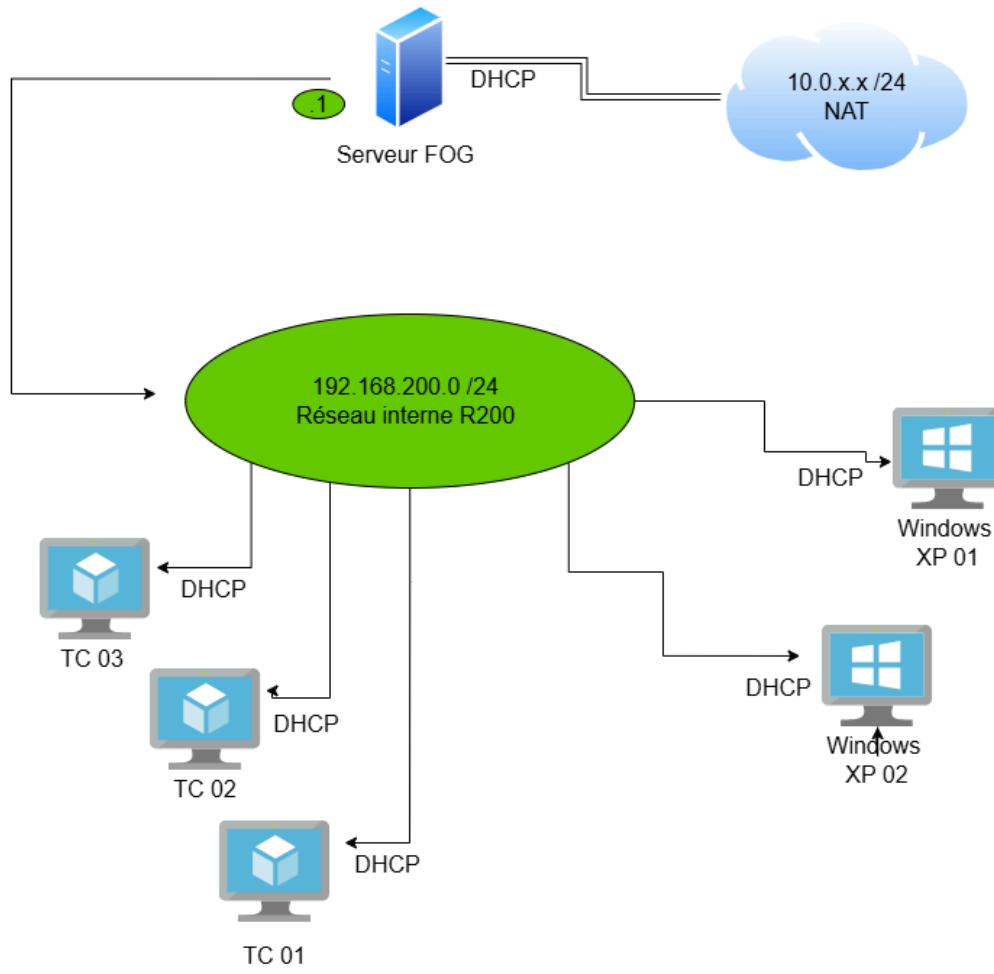 10.0.x.x /24
NAT
DHCP
.1
Serveur FOG
192.168.200.0 /24
Réseau interne R200
DHCP
Windows
XP 01
DHCP
TC 03
DHCP
Windows
XP 02
DHCP
TC 02
DHCP
TC 01